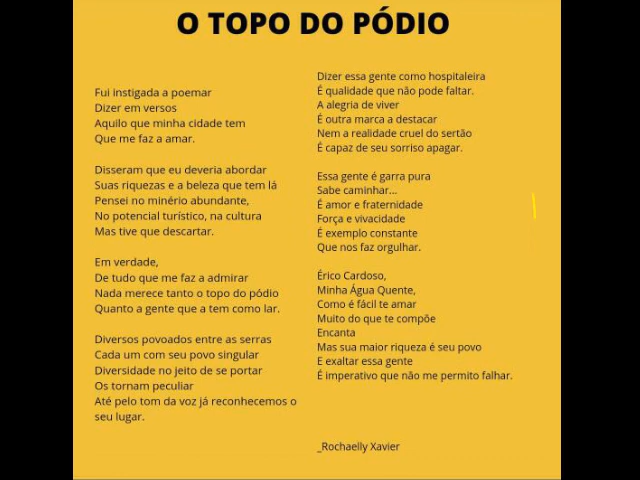 O TOPO DO PÓDIO
Fui instigada a poemar
Dizer em versos
Aquilo que minha cidade tem
Que me faz a amar.
Disseram que eu deveria abordar
Suas riquezas e a beleza que tem lá
Pensei no minério abundante,
No potencial turístico, na cultura
Mas tive que descartar.
Em verdade,
De tudo que me faz a admirar
Nada merece tanto o topo do pódio
Quanto a gente que a tem como lar.
Diversos povoados entre as serras
Cada um com seu povo singular
Diversidade no jeito de se portar
Os tornam peculiar
Até pelo tom da voz já reconhecemos o
seu lugar.
Dizer essa gente como hospitaleira
É qualidade que não pode faltar.
A alegria de viver
É outra marca a destacar
Nem a realidade cruel do sertão
É capaz de seu sorriso apagar.
Essa gente é garra pura
Sabe caminhar...
É amor e fraternidade
Força e vivacidade
É exemplo constante
Que nos faz orgulhar.
Érico Cardoso,
Minha Água Quente,
Como é fácil te amar
Muito do que te compõe
Encanta
Mas sua maior riqueza é seu povo
E exaltar essa gente
É imperativo que não me permito falhar.
_Rochaelly Xavier